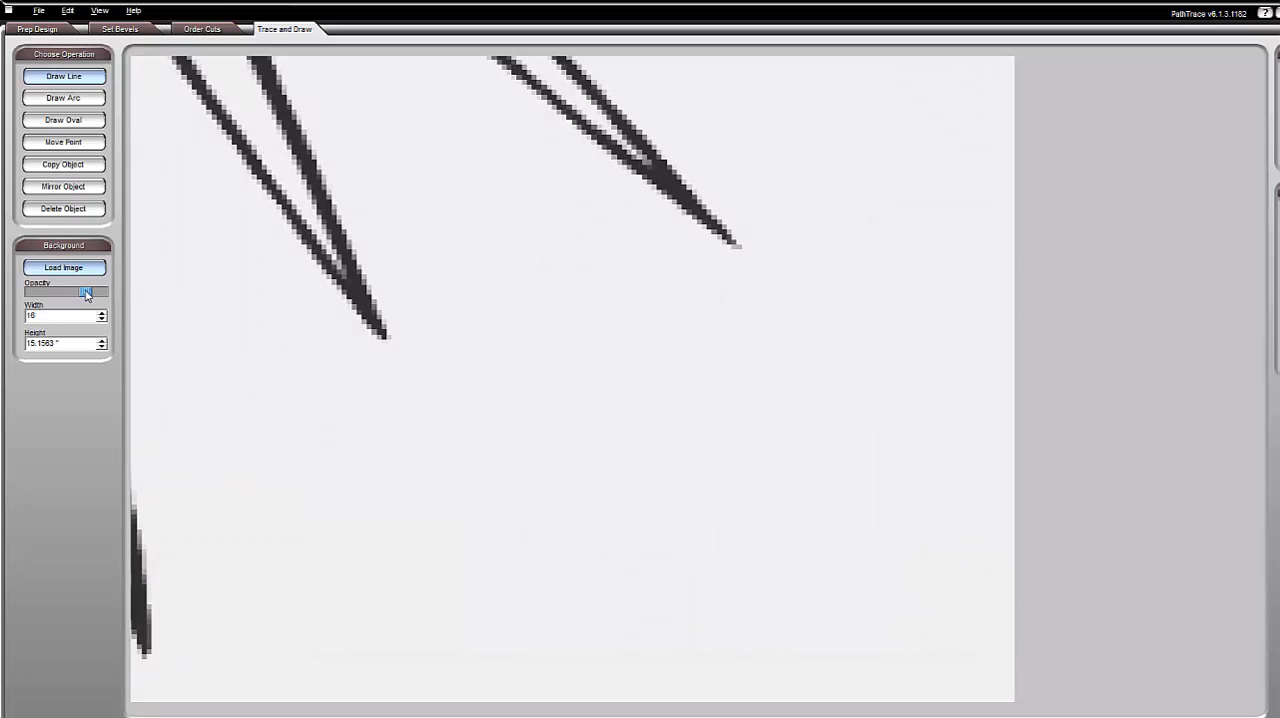 File Edit View Help
PathTrace v6.1.3.1182 ?
Prep Design Set Bevels Order Cuts Trace and Draw
Choose Operation
Draw Line
Draw Arc
Draw Oval
Move Point
Copy Object
Mirror Object
Delete Object
Background
Load Image
Opacity
Width
16
Height
15.1563 "